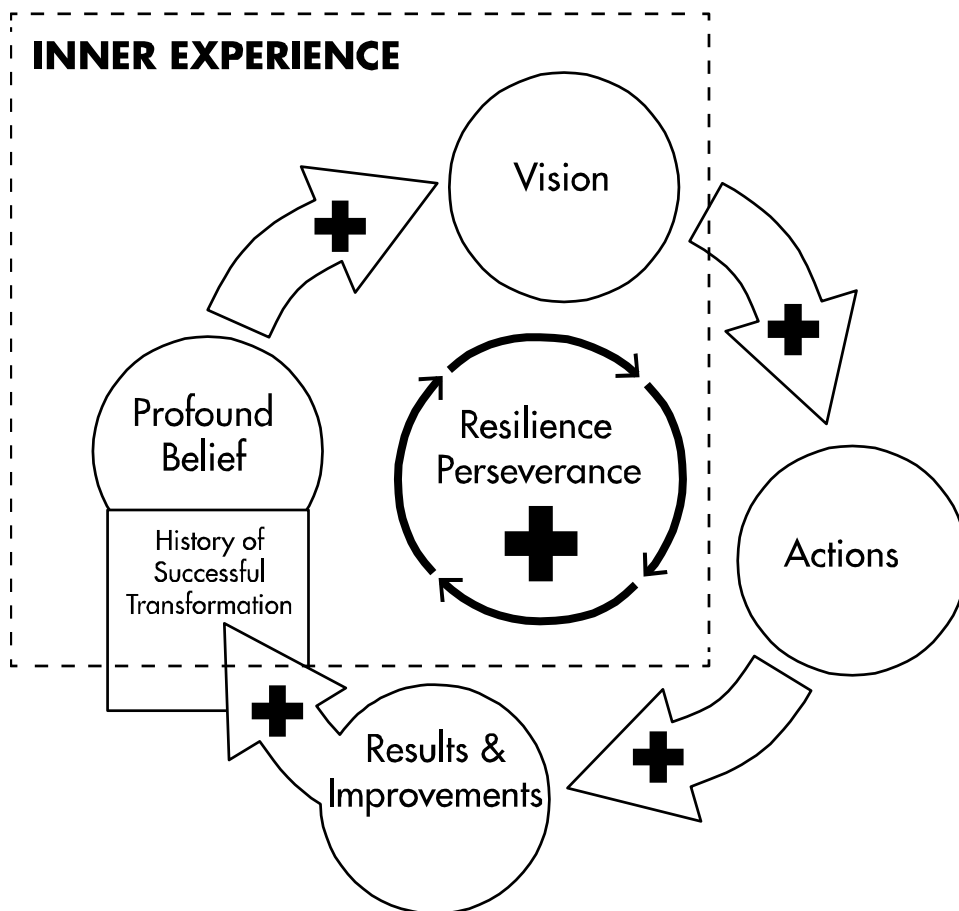 INNER EXPERIENCE
Vision
Profound
Belief
Resilience
Perseverance
History of
Successful
Transformation
Actions
Results &
Improvements